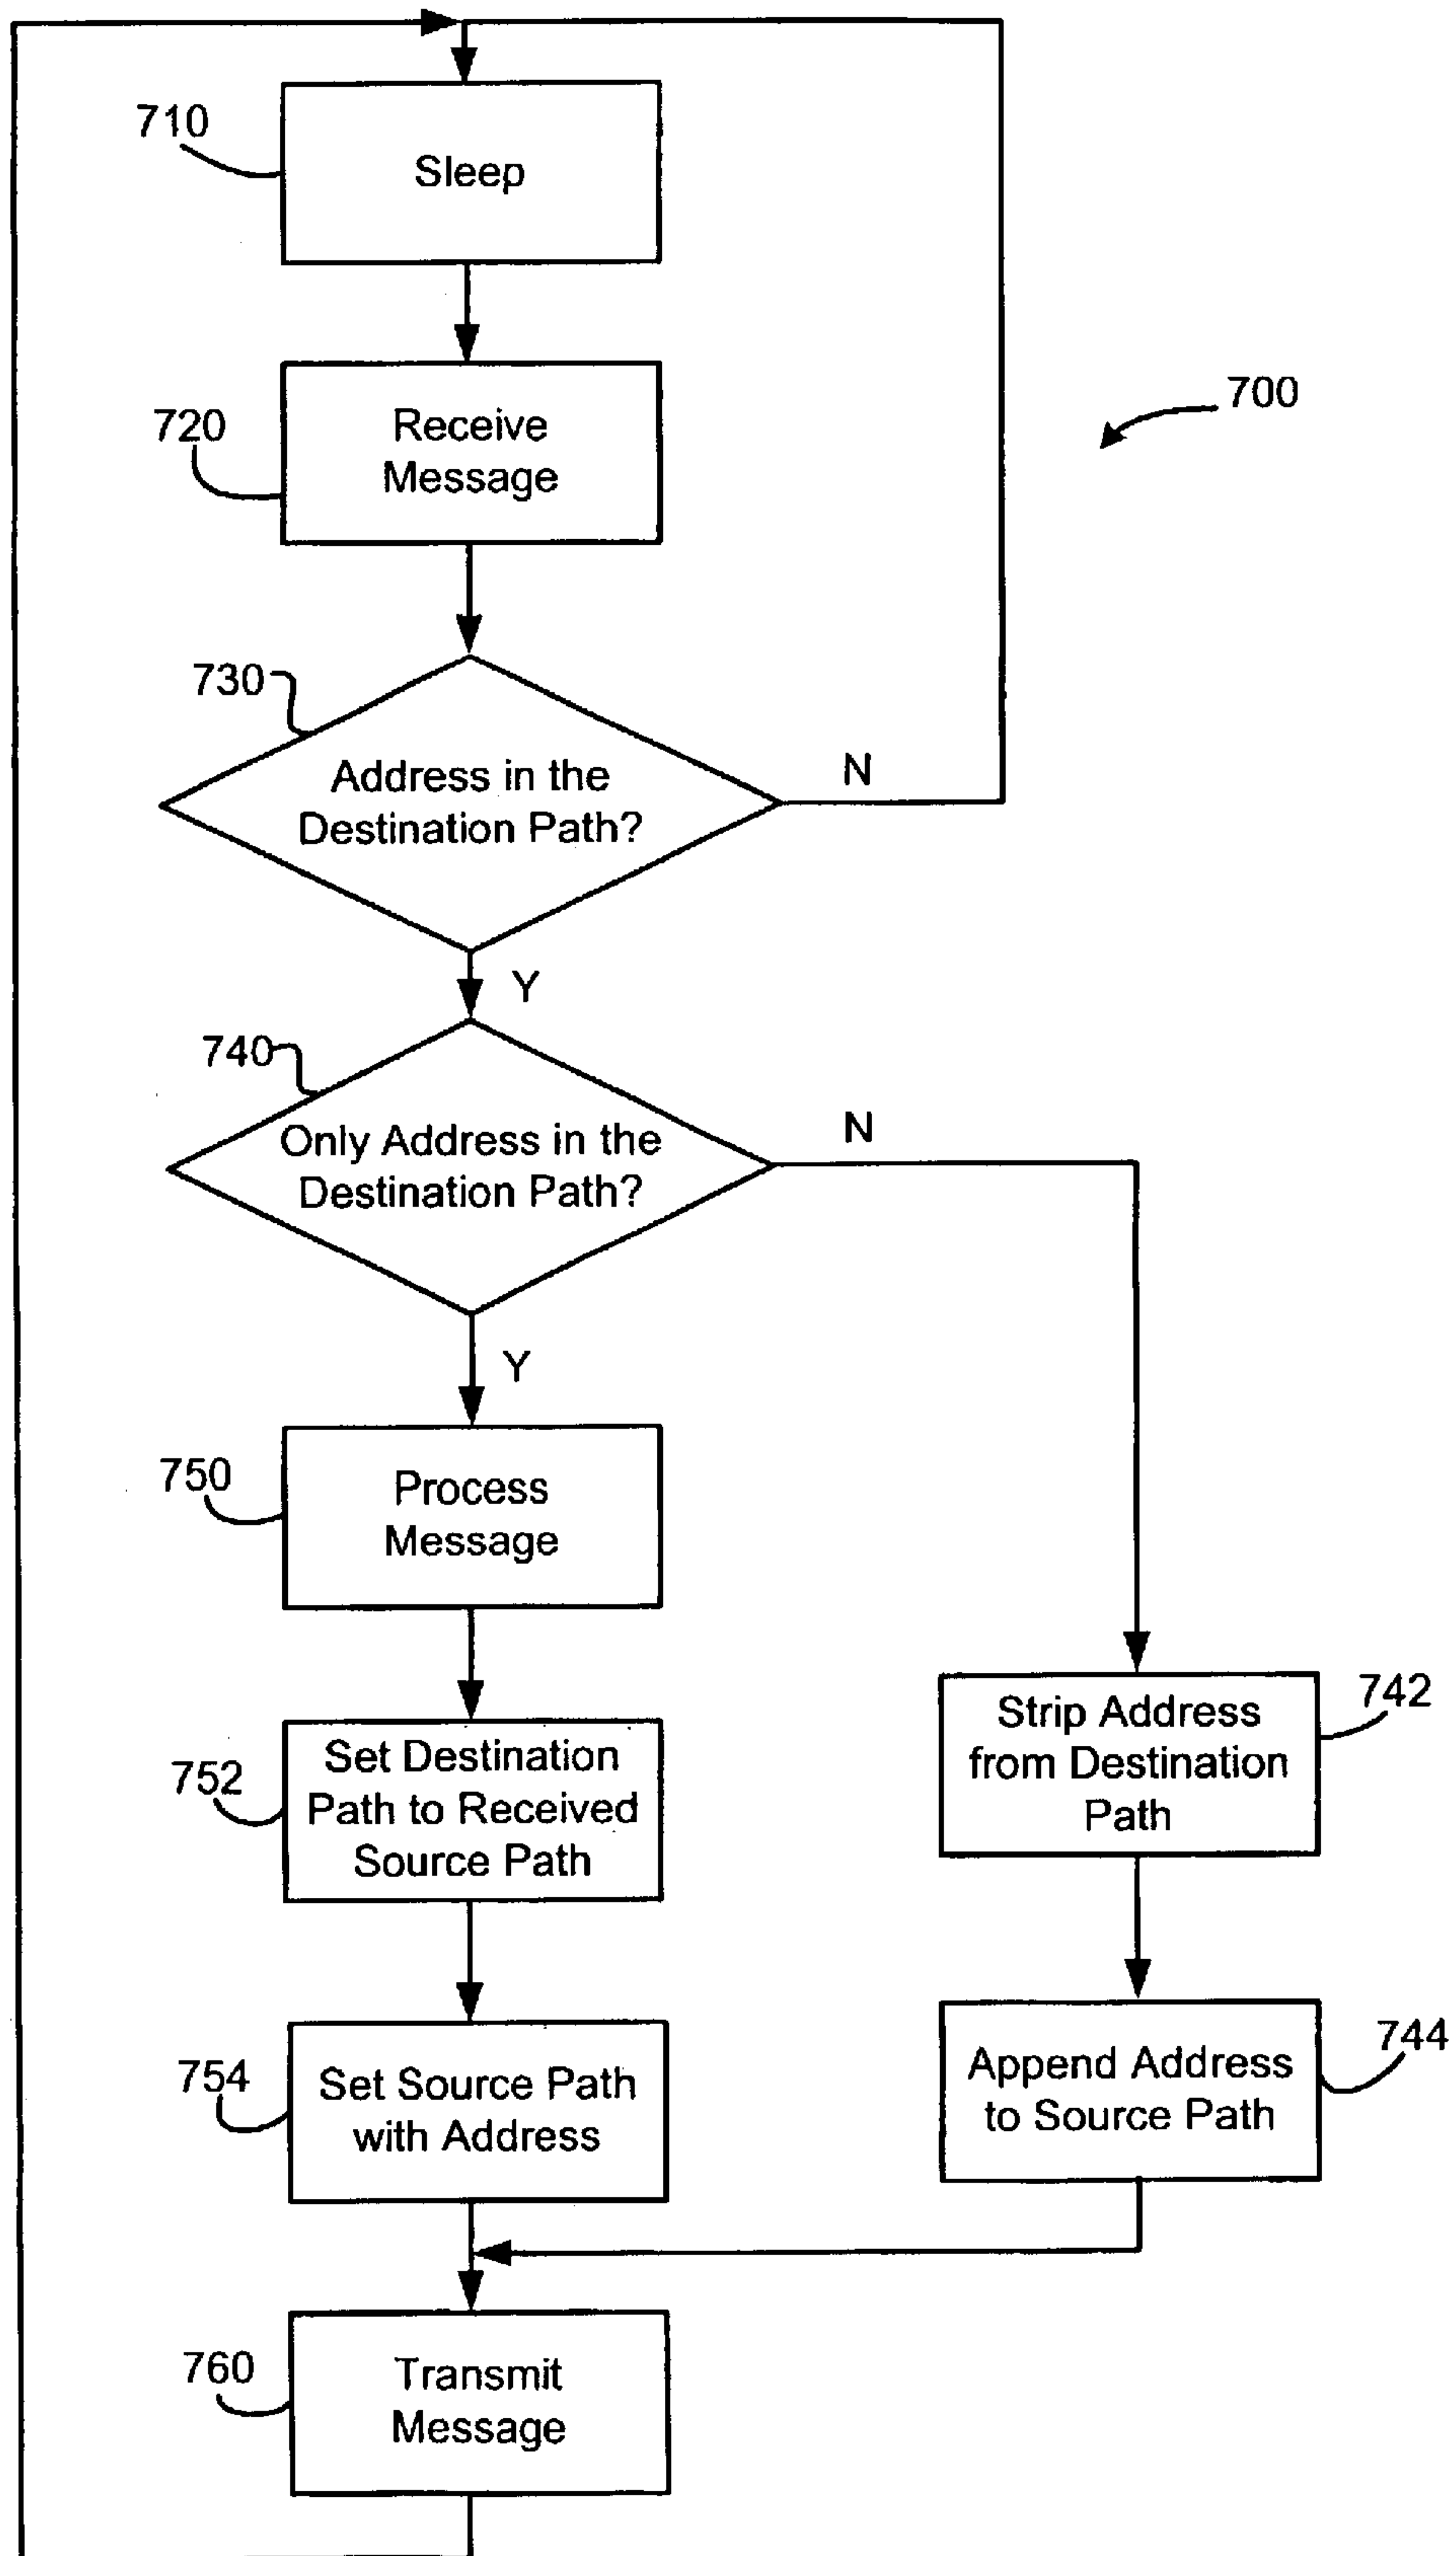 710
Sleep
700
720
Receive
Message
730
Address in the
Destination Path?
N
Y
740
Only Address in the
Destination Path?
N
Y
750
Process
Message
742
Strip Address
from Destination
Path
752
Set Destination
Path to Received
Source Path
744
Append Address
to Source Path
754
Set Source Path
with Address
760
Transmit
Message